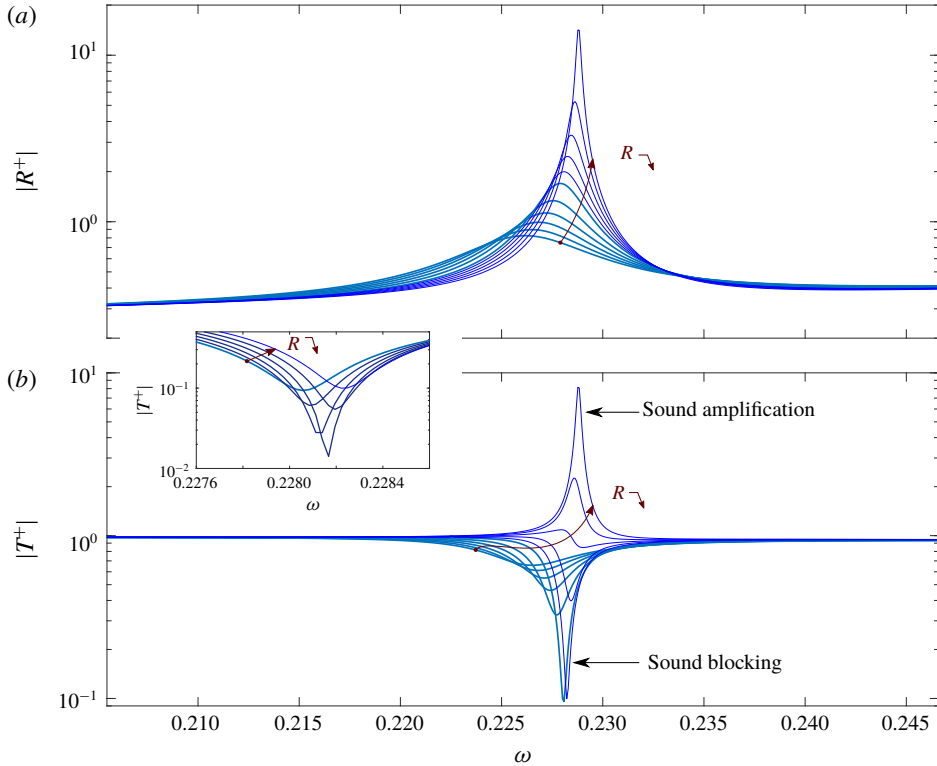 (a)
10¹
|R⁺|
R
10⁰
(b)
R
10¹
|T⁺|
10⁻¹
10⁻²
0.2276
0.2280
0.2284
ω
Sound amplification
R
|T⁺|
10⁰
Sound blocking
10⁻¹
0.210
0.215
0.220
0.225
0.230
0.235
0.240
0.245
ω